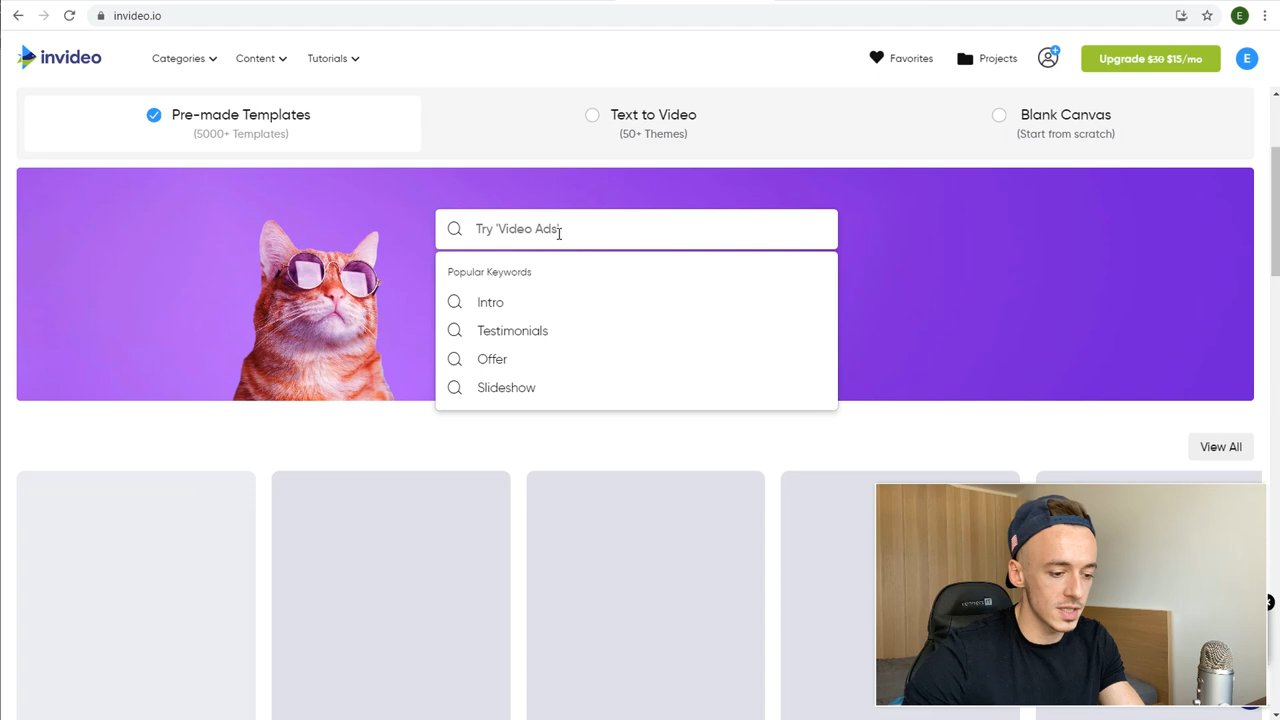 invideo.io
E
invideo
Categories
Content
Tutorials
Favorites
Projects
Upgrade $30 $15/mo
E
Pre-made Templates
(5000+ Templates)
Text to Video
(50+ Themes)
Blank Canvas
(Start from scratch)
Try 'Video Ads'
Popular Keywords
Intro
Testimonials
Offer
Slideshow
View All